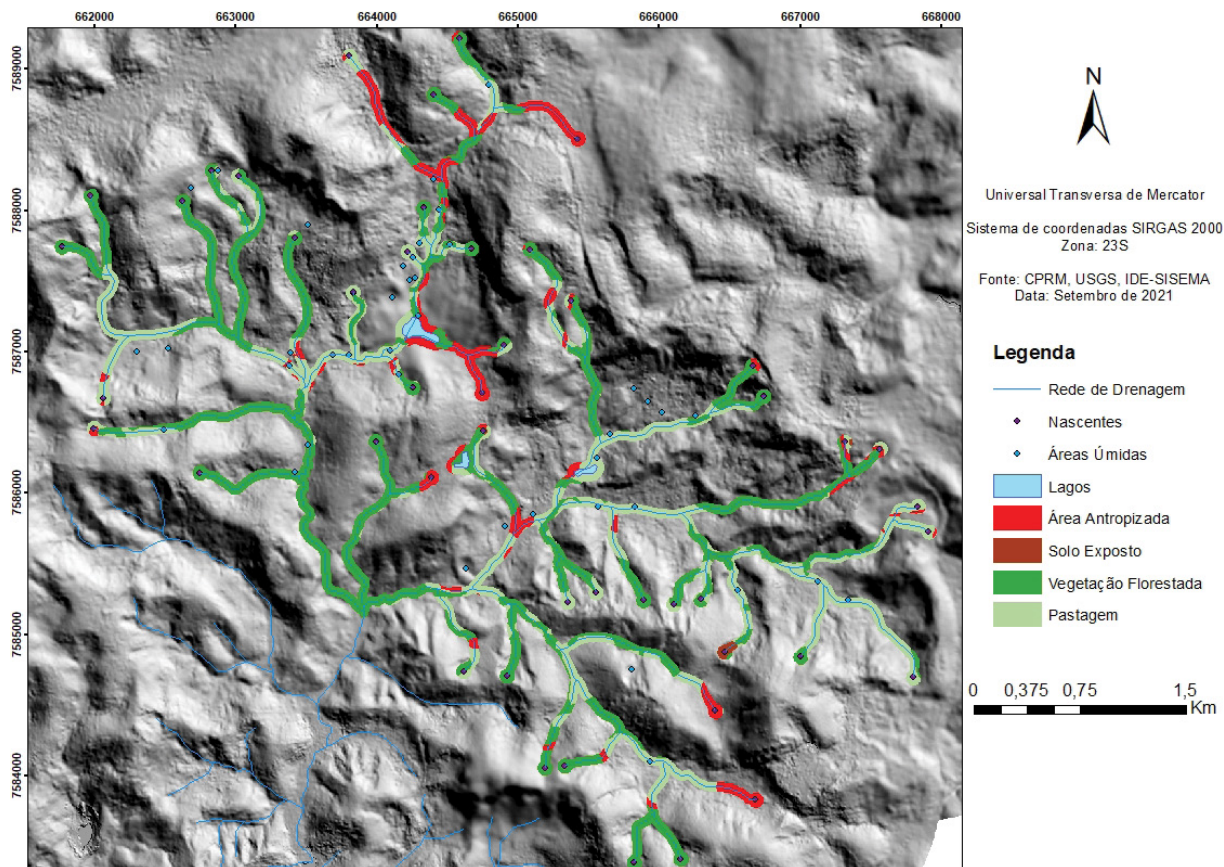 662000 663000 664000 665000 666000 667000 668000
7589000
7588000
7587000
7586000
7585000
7584000
N
Universal Transversa de Mercator
Sistema de coordenadas SIRGAS 2000
Zona: 23S
Fonte: CPRM, USGS, IDE-SISEMA
Data: Setembro de 2021
Legenda
Rede de Drenagem
Nascentes
Áreas Úmidas
Lagos
Área Antropizada
Solo Exposto
Vegetação Florestada
Pastagem
0 0,375 0,75 1,5
Km